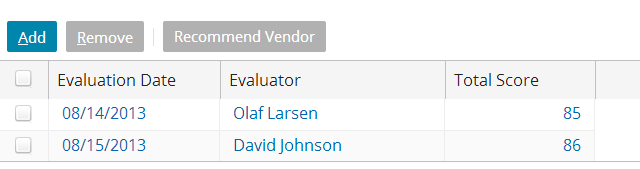 Add Remove Recommend Vendor
Evaluation Date Evaluator Total Score
08/14/2013 Olaf Larsen 85
08/15/2013 David Johnson 86